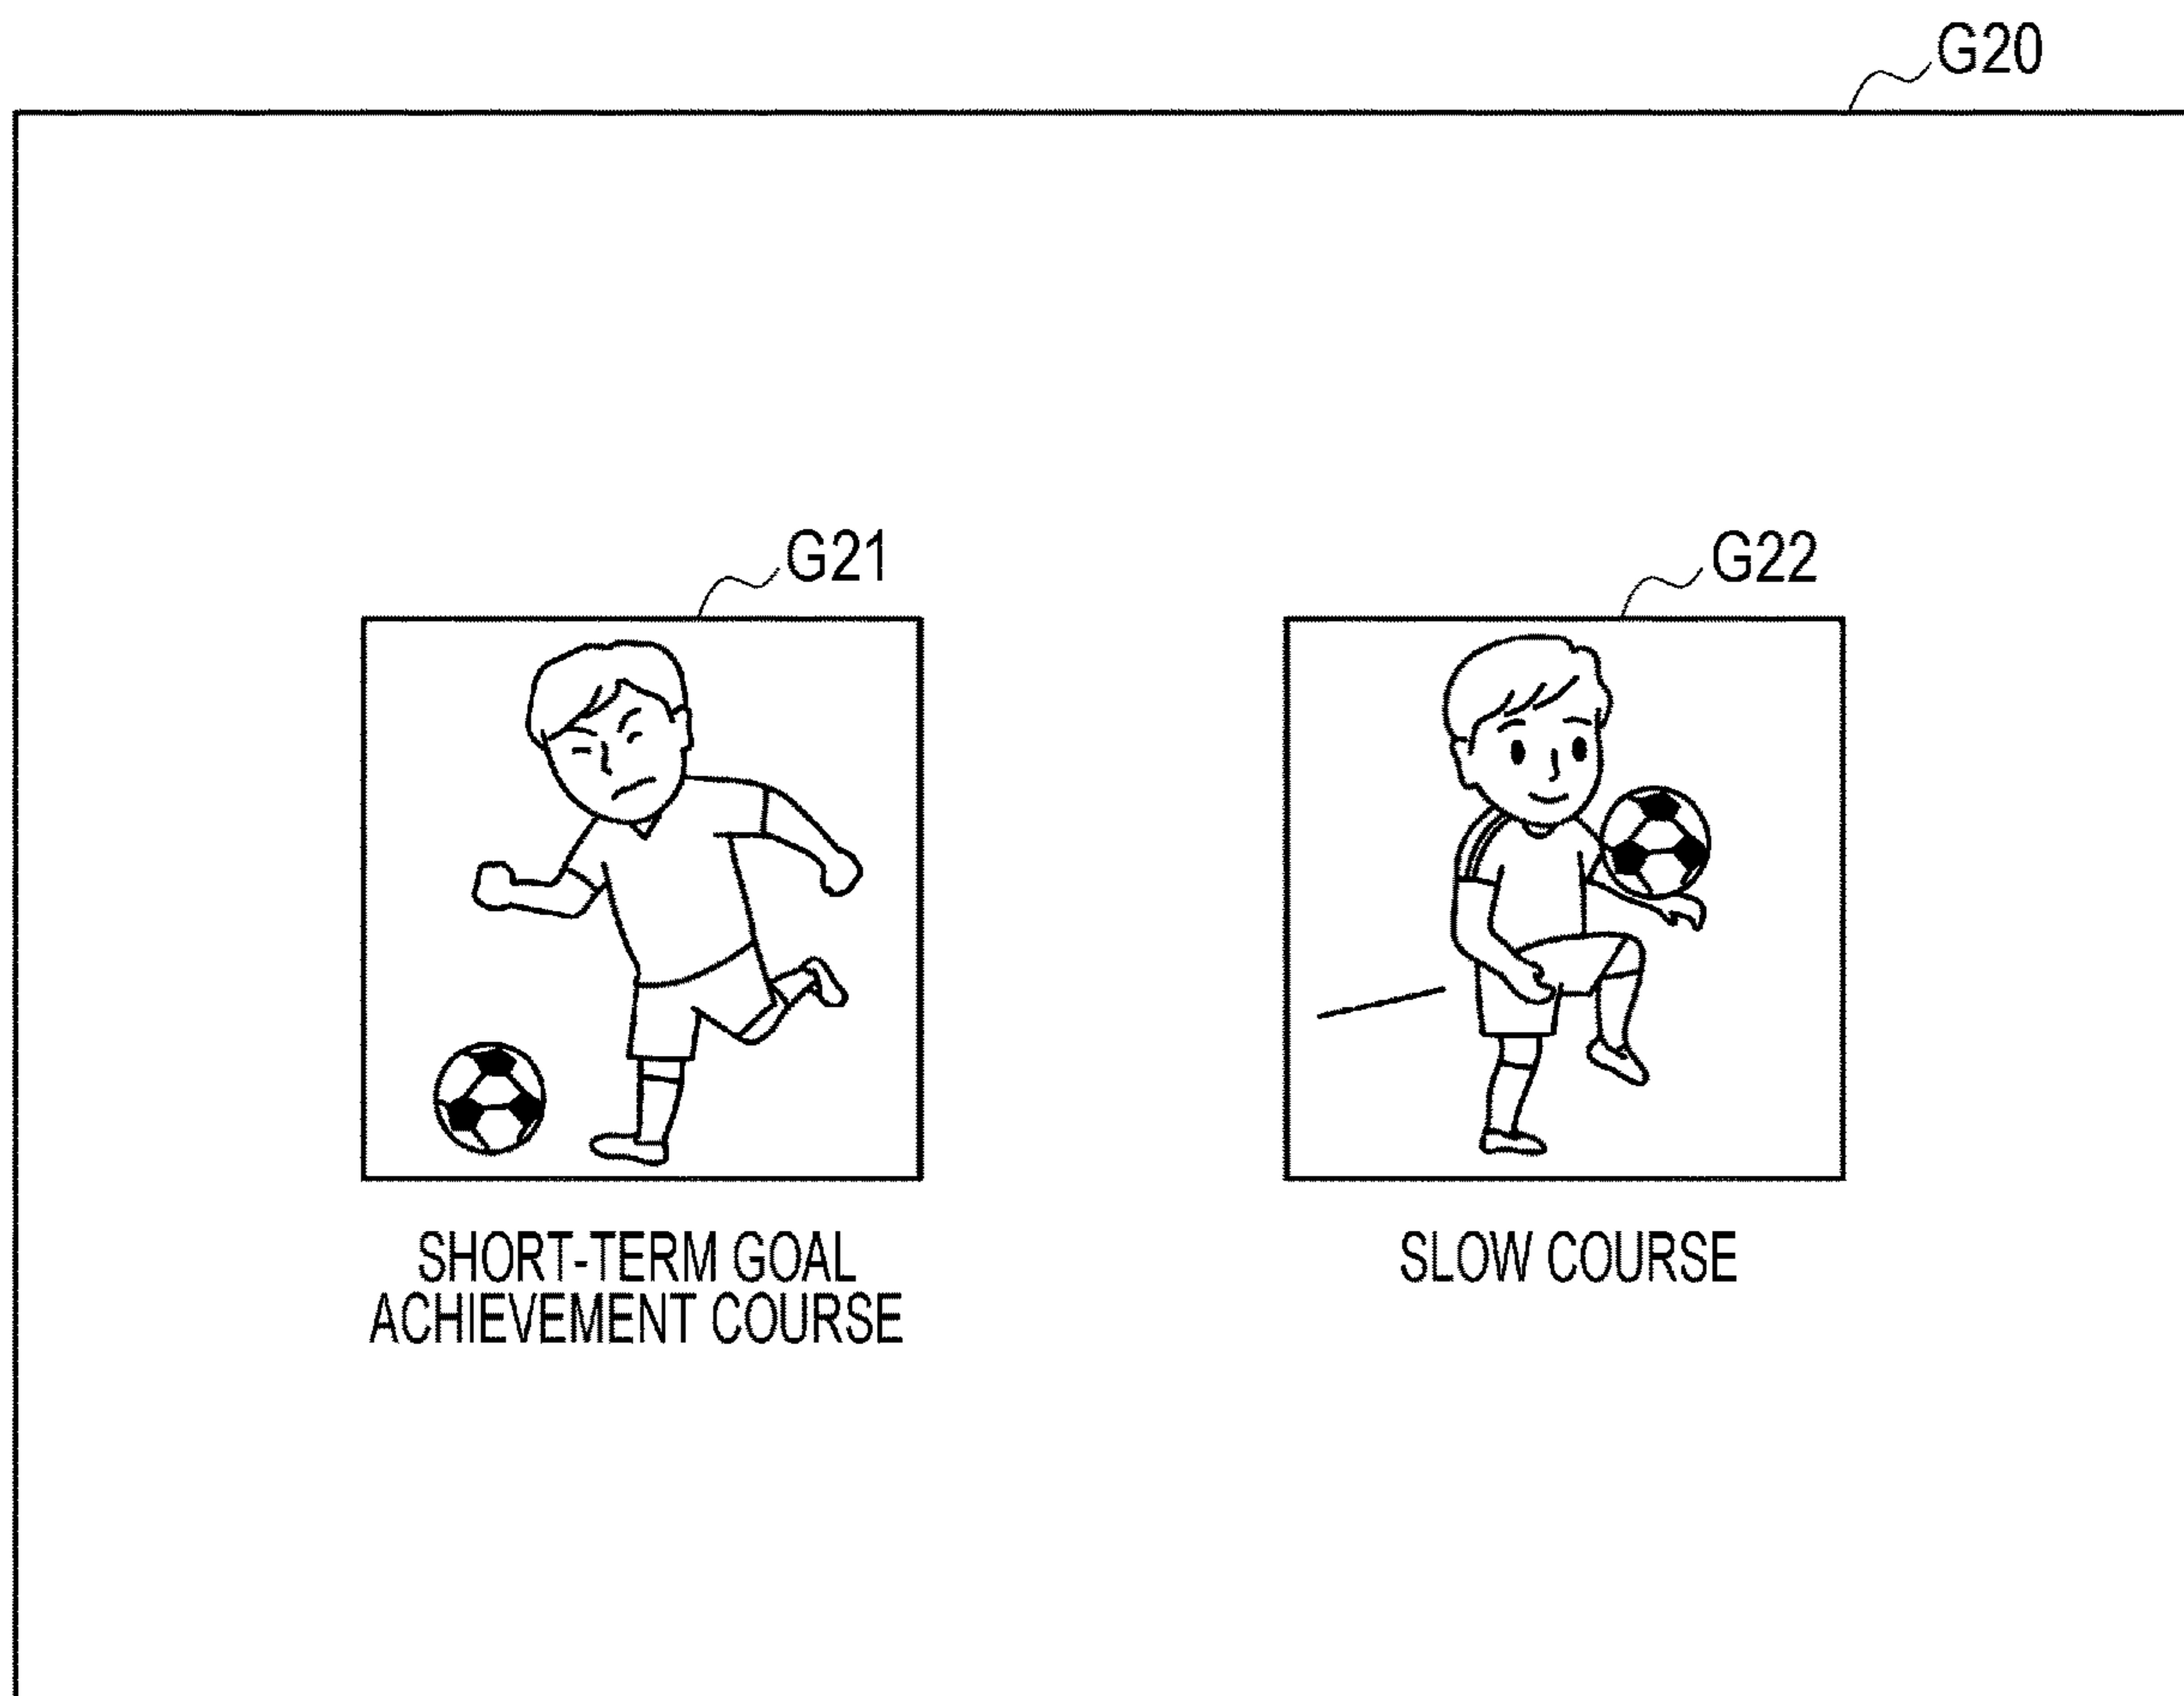 G20
G21
G22
SHORT-TERM GOAL
ACHIEVEMENT COURSE
SLOW COURSE